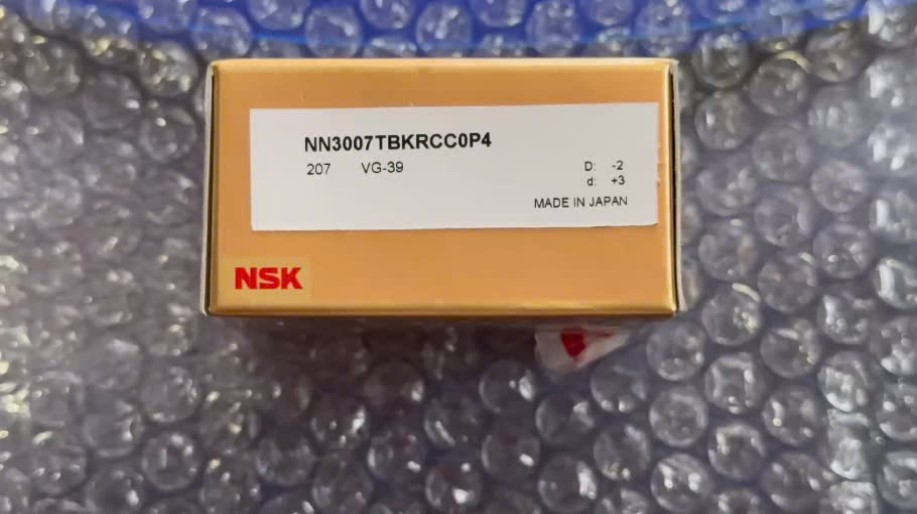 NN3007TBKRCC0P4
207 VG-39
D: -2
d: +3
MADE IN JAPAN
NSK